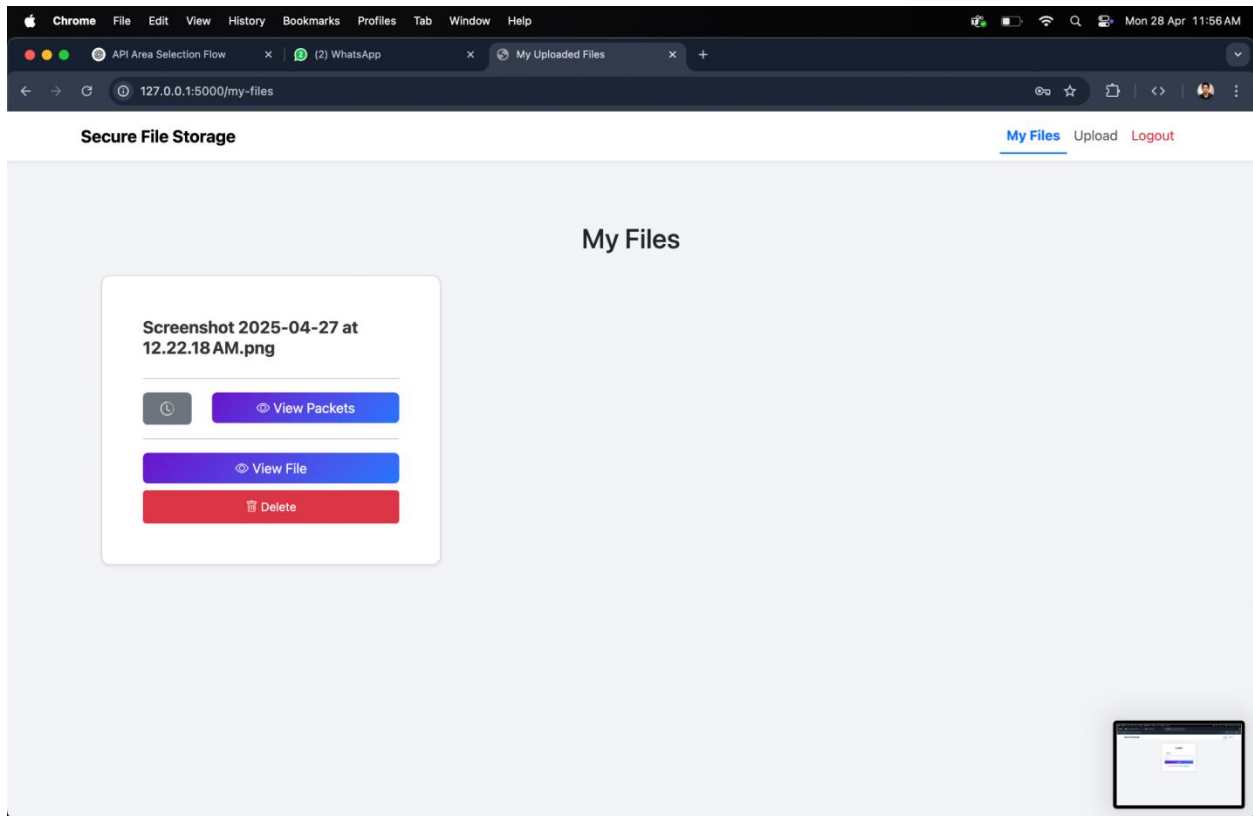 Chrome File Edit View History Bookmarks Profiles Tab Window Help Mon 28 Apr 11:56 AM
API Area Selection Flow (2) WhatsApp My Uploaded Files
127.0.0.1:5000/my-files
Secure File Storage My Files Upload Logout
My Files
Screenshot 2025-04-27 at
12.22.18 AM.png
View Packets
View File
Delete